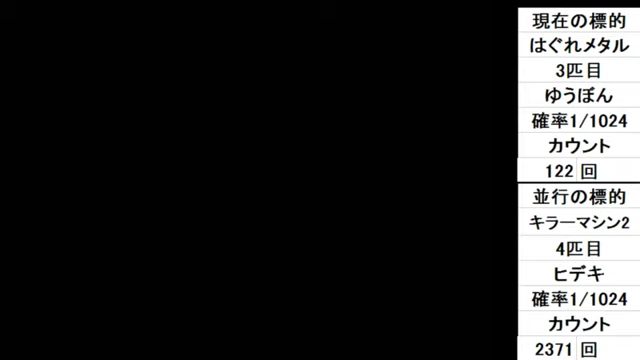 現在の標的
はぐれメタル
3匹目
ゆうぼん
確率1/1024
カウント
122 回
並行の標的
キラーマシン2
4匹目
ヒデキ
確率1/1024
カウント
2371 回